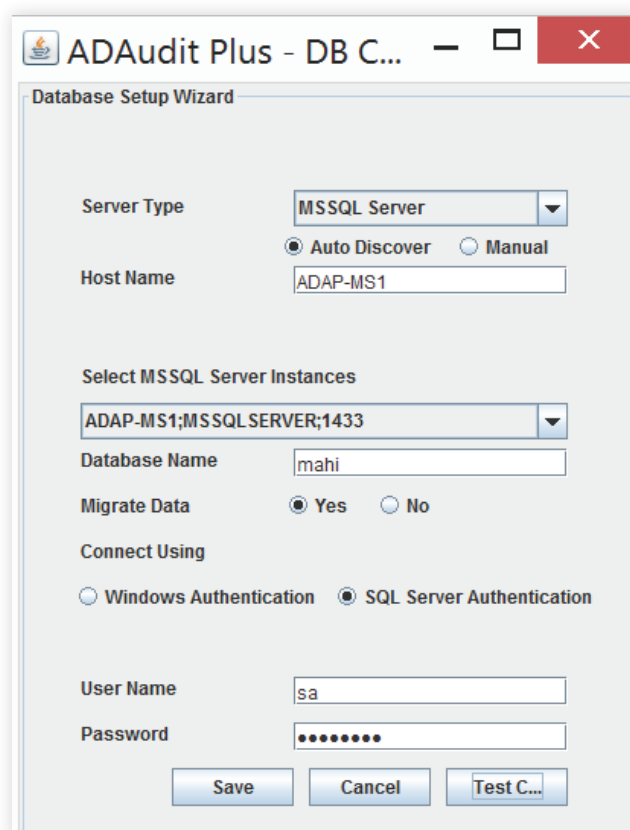 ADAudit Plus - DB C...
Database Setup Wizard
Server Type MSSQL Server
Auto Discover Manual
Host Name ADAP-MS1
Select MSSQL Server Instances
ADAP-MS1;MSSQLSERVER;1433
Database Name mahi
Migrate Data Yes No
Connect Using
Windows Authentication SQL Server Authentication
User Name sa
Password ••••••••
Save Cancel Test C...